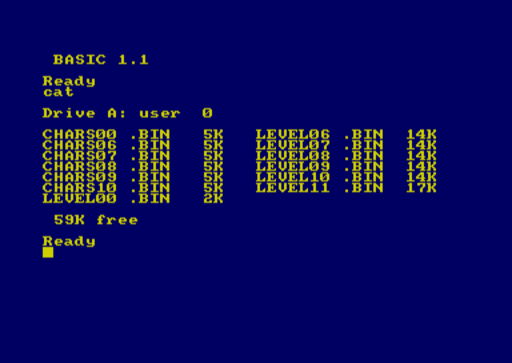 BASIC 1.1
Ready
cat
Drive A: user  0
CHARS00 .BIN   5K   LEVEL06 .BIN  14K
CHARS06 .BIN   5K   LEVEL07 .BIN  14K
CHARS07 .BIN   5K   LEVEL08 .BIN  14K
CHARS08 .BIN   5K   LEVEL09 .BIN  14K
CHARS09 .BIN   5K   LEVEL10 .BIN  14K
CHARS10 .BIN   5K   LEVEL11 .BIN  17K
LEVEL00 .BIN   2K
59K free
Ready